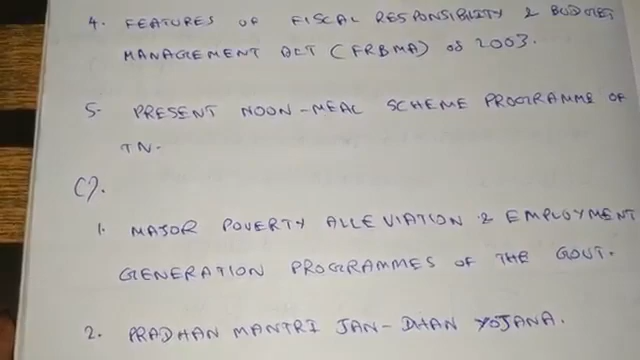 4. FEATURES OF FISCAL RESPONSIBILITY & BUDGET
MANAGEMENT ACT (FRBMA) of 2003.
5- PRESENT NOON-MEAL SCHEME PROGRAMME OF
TN-
C).
1. MAJOR POVERTY ALLEVIATION & EMPLOYMENT
GENERATION PROGRAMMES OF THE GOVT.
2. PRADHAN MANTRI JAN-DHAN YOJANA.